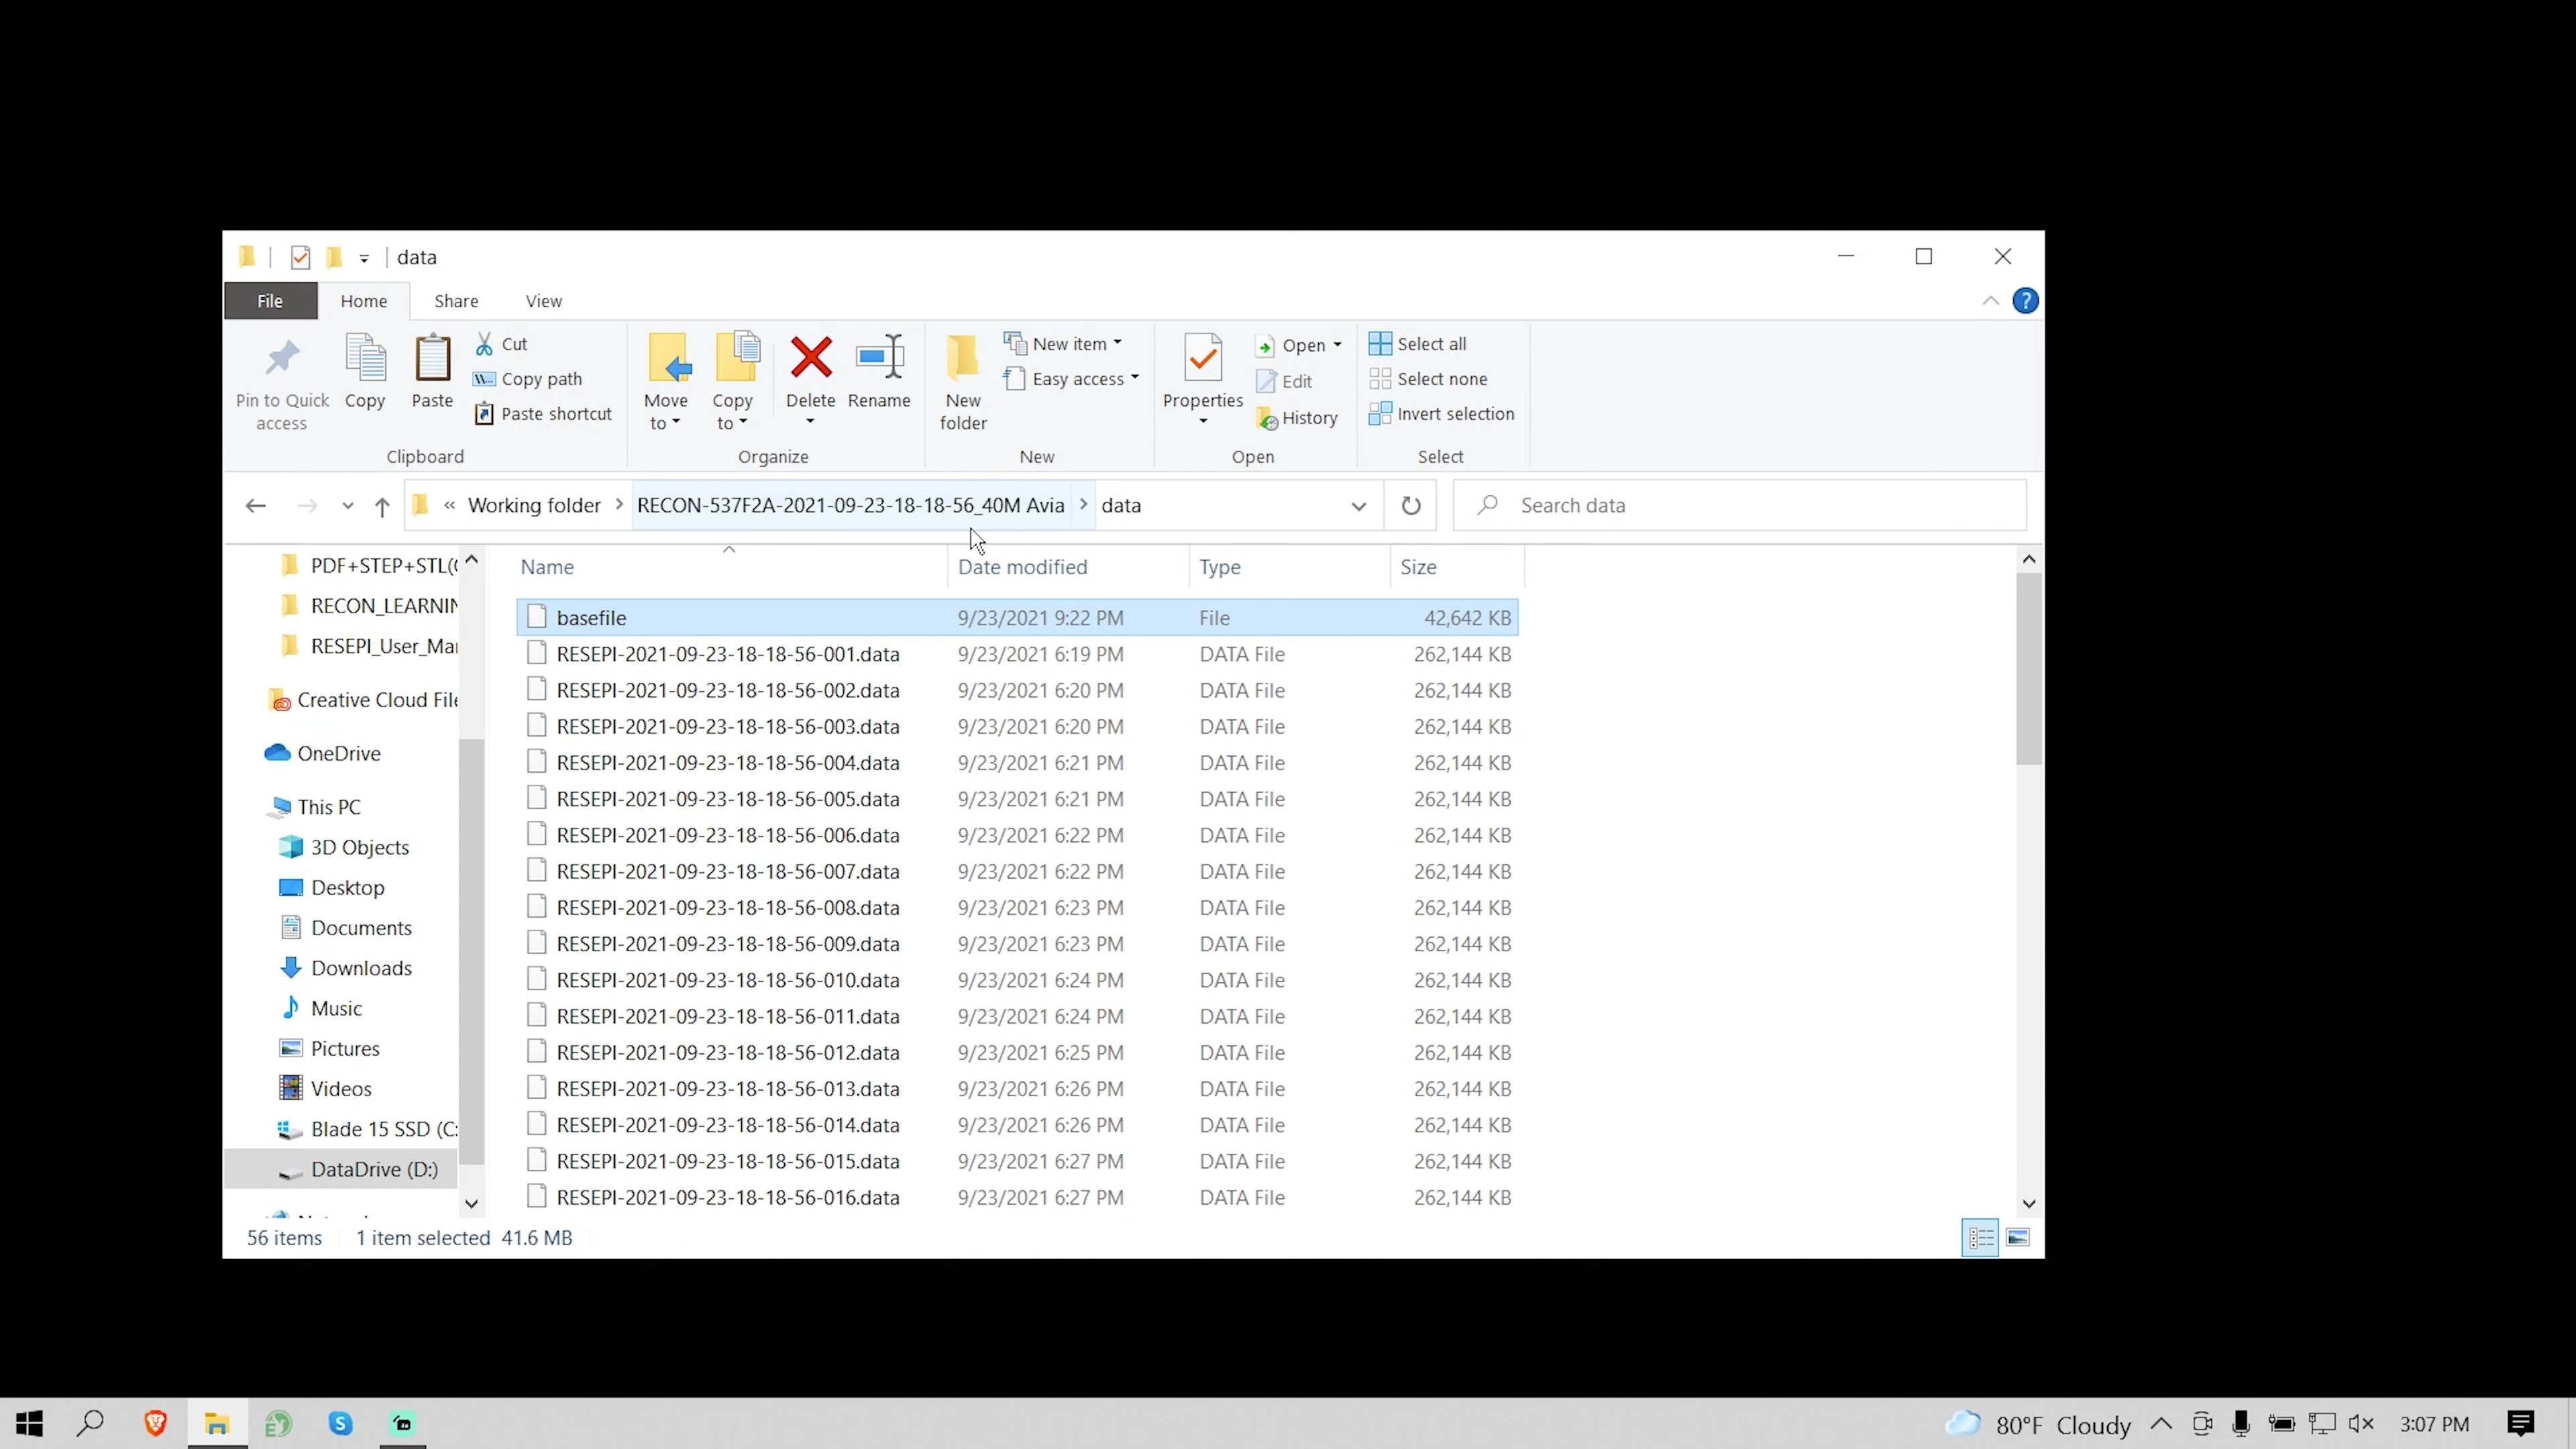 data
File Home Share View
Pin to Quick access
Copy
Paste
Cut
Copy path
Paste shortcut
Clipboard
Move to
Copy to
Delete
Rename
Organize
New folder
New item
Easy access
New
Properties
Open
Edit
History
Open
Select all
Select none
Invert selection
Select
« Working folder > RECON-537F2A-2021-09-23-18-18-56_40M Avia > data
Search data
PDF+STEP+STL(
RECON_LEARNIN
RESEPI_User_Mar
Creative Cloud File
OneDrive
This PC
3D Objects
Desktop
Documents
Downloads
Music
Pictures
Videos
Blade 15 SSD (C:
DataDrive (D:)
Name Date modified Type Size
basefile 9/23/2021 9:22 PM File 42,642 KB
RESEPI-2021-09-23-18-18-56-001.data 9/23/2021 6:19 PM DATA File 262,144 KB
RESEPI-2021-09-23-18-18-56-002.data 9/23/2021 6:20 PM DATA File 262,144 KB
RESEPI-2021-09-23-18-18-56-003.data 9/23/2021 6:20 PM DATA File 262,144 KB
RESEPI-2021-09-23-18-18-56-004.data 9/23/2021 6:21 PM DATA File 262,144 KB
RESEPI-2021-09-23-18-18-56-005.data 9/23/2021 6:21 PM DATA File 262,144 KB
RESEPI-2021-09-23-18-18-56-006.data 9/23/2021 6:22 PM DATA File 262,144 KB
RESEPI-2021-09-23-18-18-56-007.data 9/23/2021 6:22 PM DATA File 262,144 KB
RESEPI-2021-09-23-18-18-56-008.data 9/23/2021 6:23 PM DATA File 262,144 KB
RESEPI-2021-09-23-18-18-56-009.data 9/23/2021 6:23 PM DATA File 262,144 KB
RESEPI-2021-09-23-18-18-56-010.data 9/23/2021 6:24 PM DATA File 262,144 KB
RESEPI-2021-09-23-18-18-56-011.data 9/23/2021 6:24 PM DATA File 262,144 KB
RESEPI-2021-09-23-18-18-56-012.data 9/23/2021 6:25 PM DATA File 262,144 KB
RESEPI-2021-09-23-18-18-56-013.data 9/23/2021 6:26 PM DATA File 262,144 KB
RESEPI-2021-09-23-18-18-56-014.data 9/23/2021 6:26 PM DATA File 262,144 KB
RESEPI-2021-09-23-18-18-56-015.data 9/23/2021 6:27 PM DATA File 262,144 KB
RESEPI-2021-09-23-18-18-56-016.data 9/23/2021 6:27 PM DATA File 262,144 KB
56 items 1 item selected 41.6 MB
80°F Cloudy 3:07 PM